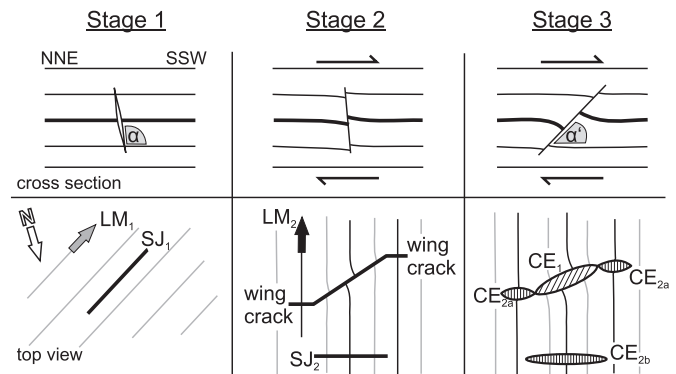 Stage 1
Stage 2
Stage 3
NNE
SSW
α
α‘
cross section
N
LM₁
SJ₁
top view
LM₂
wing
crack
wing
crack
SJ₂
CE₁
CE₂ₐ
CE₂ₐ
CE₂b